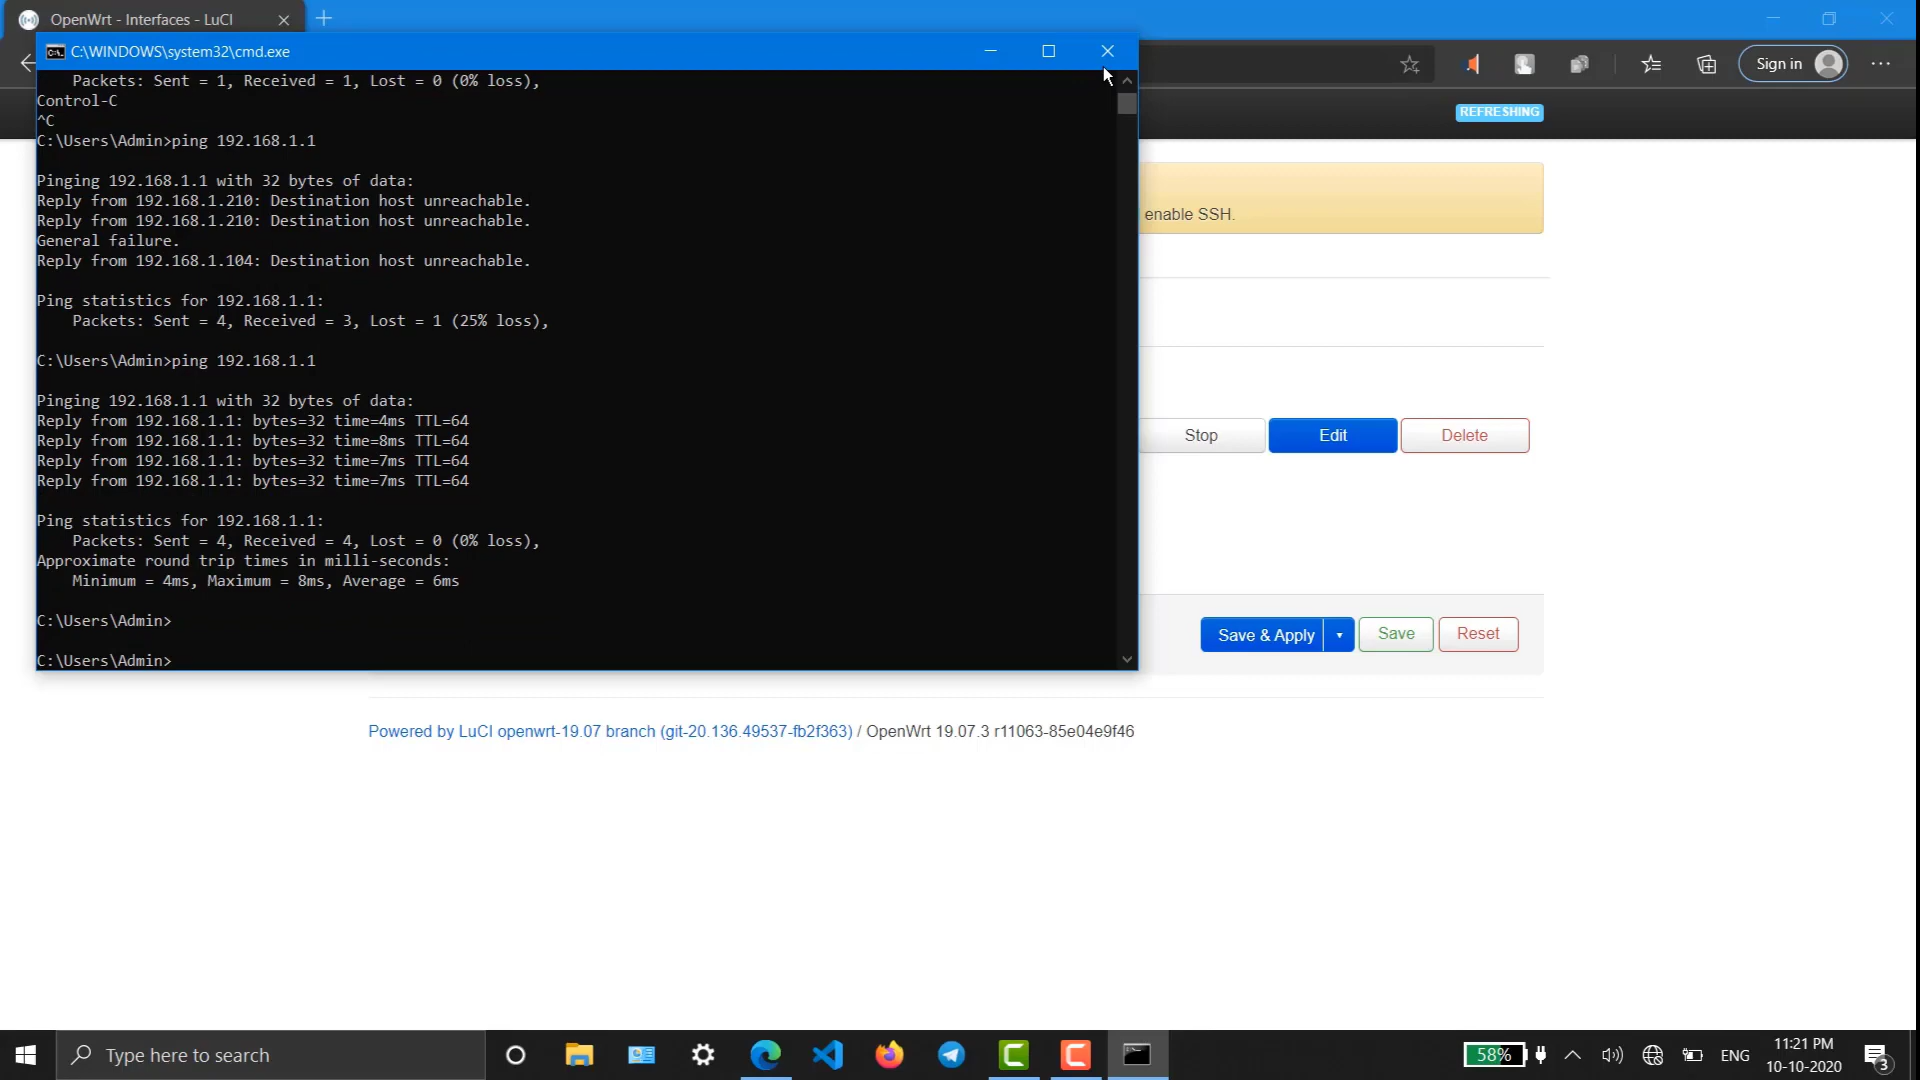 OpenWrt - Interfaces - LuCI
C:\WINDOWS\system32\cmd.exe
Sign in
Packets: Sent = 1, Received = 1, Lost = 0 (0% loss),
Control-C
^C
C:\Users\Admin>ping 192.168.1.1
REFRESHING
Pinging 192.168.1.1 with 32 bytes of data:
Reply from 192.168.1.210: Destination host unreachable.
Reply from 192.168.1.210: Destination host unreachable.
General failure.
Reply from 192.168.1.104: Destination host unreachable.
enable SSH.
Ping statistics for 192.168.1.1:
Packets: Sent = 4, Received = 3, Lost = 1 (25% loss),
C:\Users\Admin>ping 192.168.1.1
Pinging 192.168.1.1 with 32 bytes of data:
Reply from 192.168.1.1: bytes=32 time=4ms TTL=64
Reply from 192.168.1.1: bytes=32 time=8ms TTL=64
Reply from 192.168.1.1: bytes=32 time=7ms TTL=64
Reply from 192.168.1.1: bytes=32 time=7ms TTL=64
Stop Edit Delete
Ping statistics for 192.168.1.1:
Packets: Sent = 4, Received = 4, Lost = 0 (0% loss),
Approximate round trip times in milli-seconds:
Minimum = 4ms, Maximum = 8ms, Average = 6ms
C:\Users\Admin>
C:\Users\Admin>
Save & Apply Save Reset
Powered by LuCI openwrt-19.07 branch (git-20.136.49537-fb2f363) / OpenWrt 19.07.3 r11063-85e04e9f46
Type here to search
58%
ENG
11:21 PM
10-10-2020
3